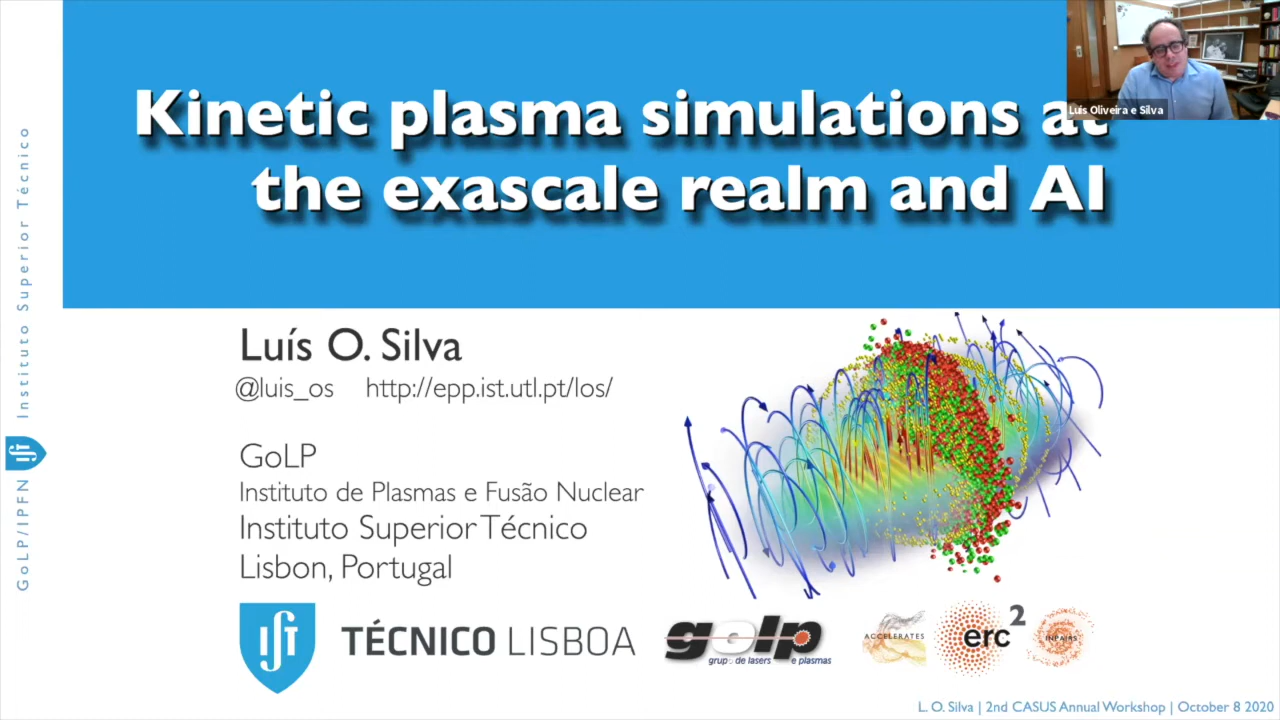 Kinetic plasma simulations at
the exascale realm and AI
Luís Oliveira e Silva
GoLP/IPFN Instituto Superior Técnico
Luís O. Silva
@luis_os http://epp.ist.utl.pt/los/
GoLP
Instituto de Plasmas e Fusão Nuclear
Instituto Superior Técnico
Lisbon, Portugal
IST
TÉCNICO LISBOA
golp
grupo de lasers e plasmas
ACCELERATES
erc 2
INPAIRS
L. O. Silva | 2nd CASUS Annual Workshop | October 8 2020